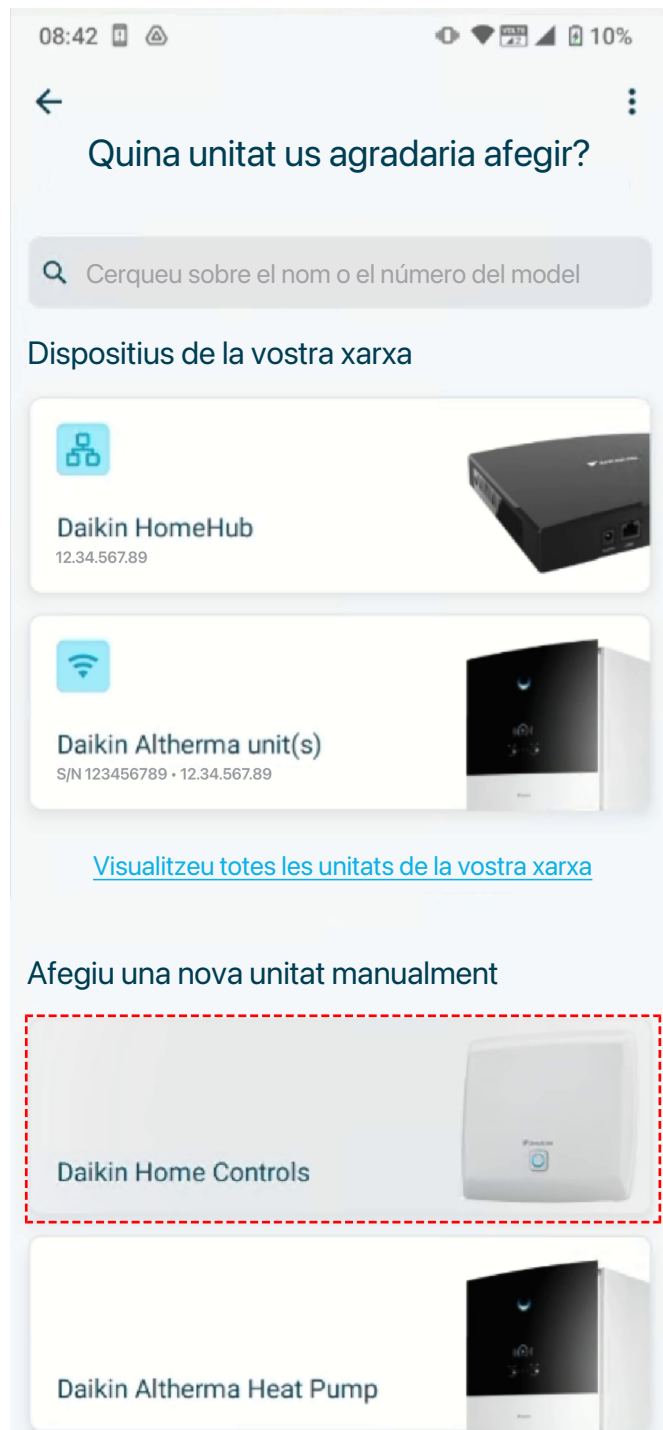 08:42 10%
Quina unitat us agradaria afegir?
Cerqueu sobre el nom o el número del model
Dispositius de la vostra xarxa
Daikin HomeHub
12.34.567.89
Daikin Altherma unit(s)
S/N 123456789 • 12.34.567.89
Visualitzeu totes les unitats de la vostra xarxa
Afegiu una nova unitat manualment
DAIKIN
Daikin Home Controls
Daikin Altherma Heat Pump